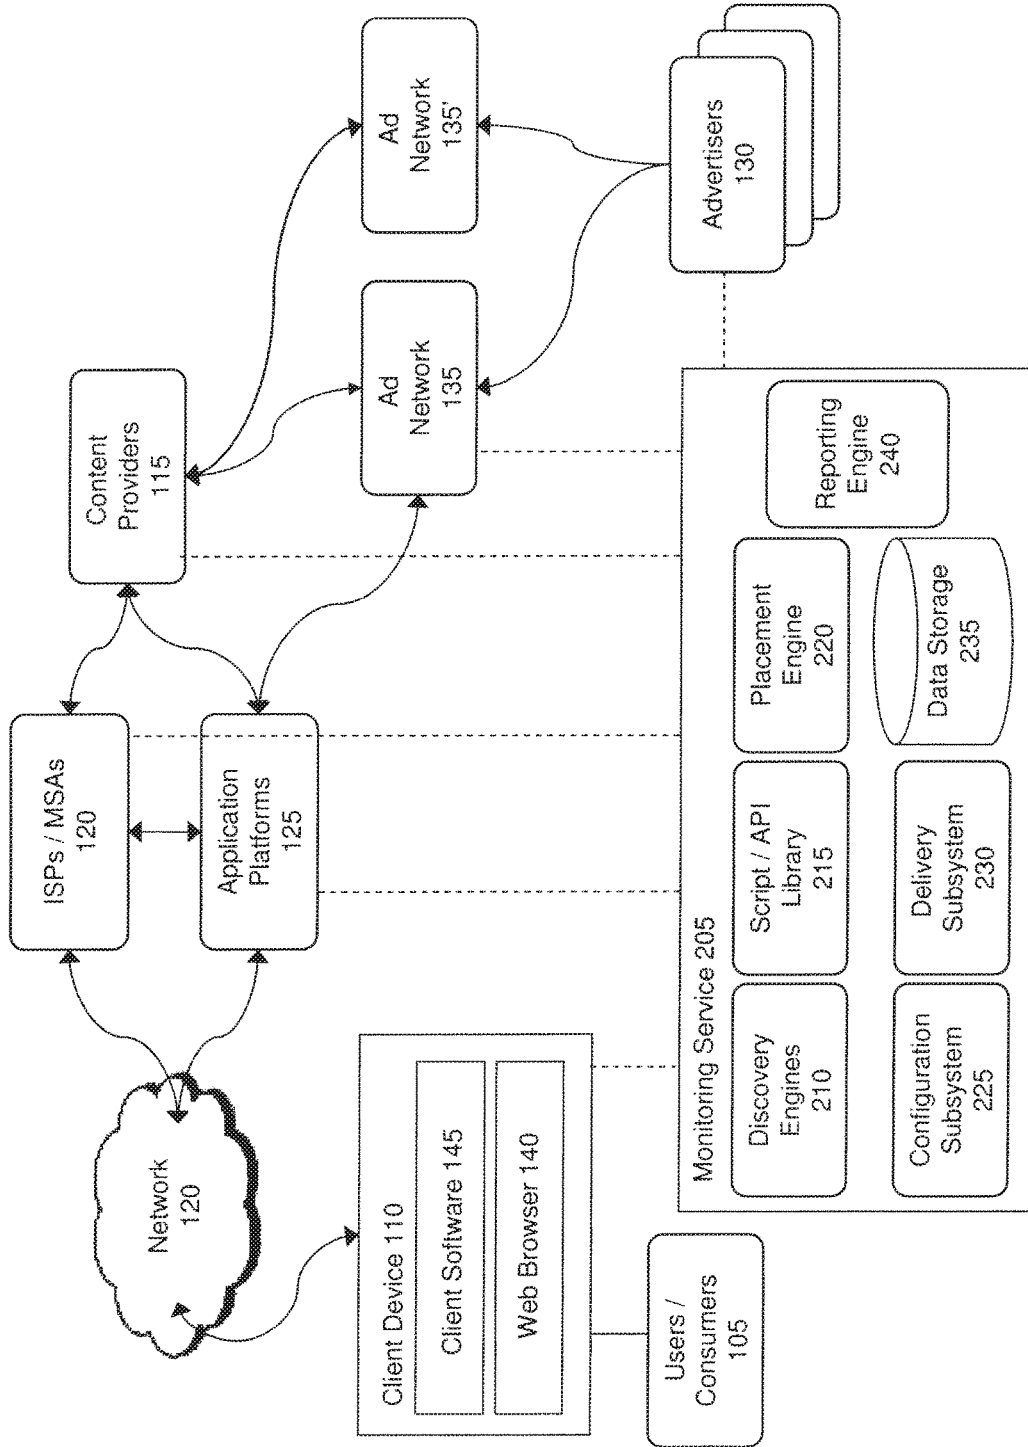 Network
120
ISPs / MSAs
120
Application
Platforms
125
Content
Providers
115
Ad
Network
135
Ad
Network
135'
Advertisers
130
Client Device 110
Client Software 145
Web Browser 140
Users /
Consumers
105
Monitoring Service 205
Discovery
Engines
210
Script / API
Library
215
Placement
Engine
220
Configuration
Subsystem
225
Delivery
Subsystem
230
Data Storage
235
Reporting
Engine
240